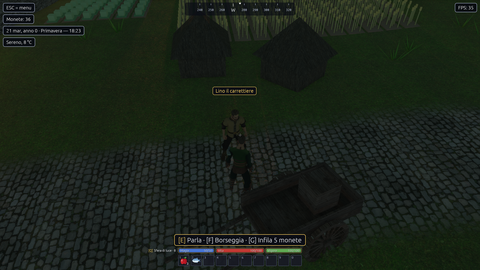 ESC = menu
Monete: 36
21 mar, anno 0 - Primavera — 18:23
Sereno, 8 °C
FPS: 35
W
Lino il carrettiere
[E] Parla · [F] Borseggia · [G] Infila 5 monete